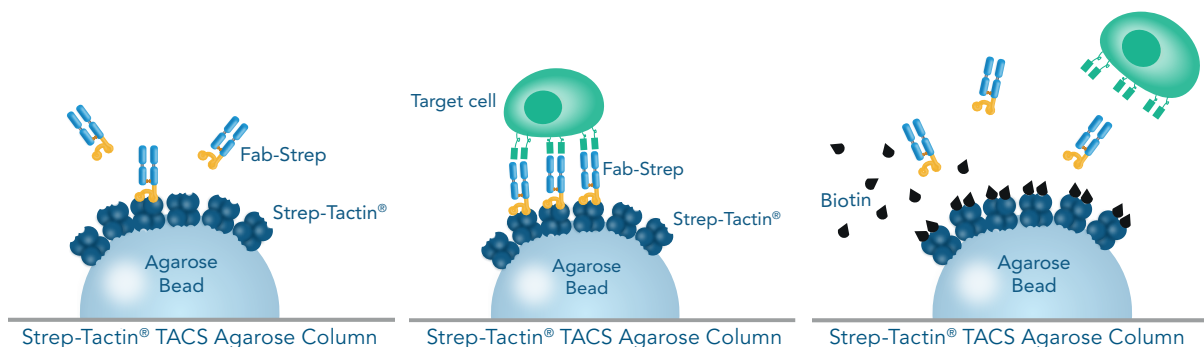 Fab-Strep
Strep-Tactin®
Agarose
Bead
Strep-Tactin® TACS Agarose Column
Target cell
Fab-Strep
Strep-Tactin®
Agarose
Bead
Strep-Tactin® TACS Agarose Column
Biotin
Agarose
Bead
Strep-Tactin® TACS Agarose Column